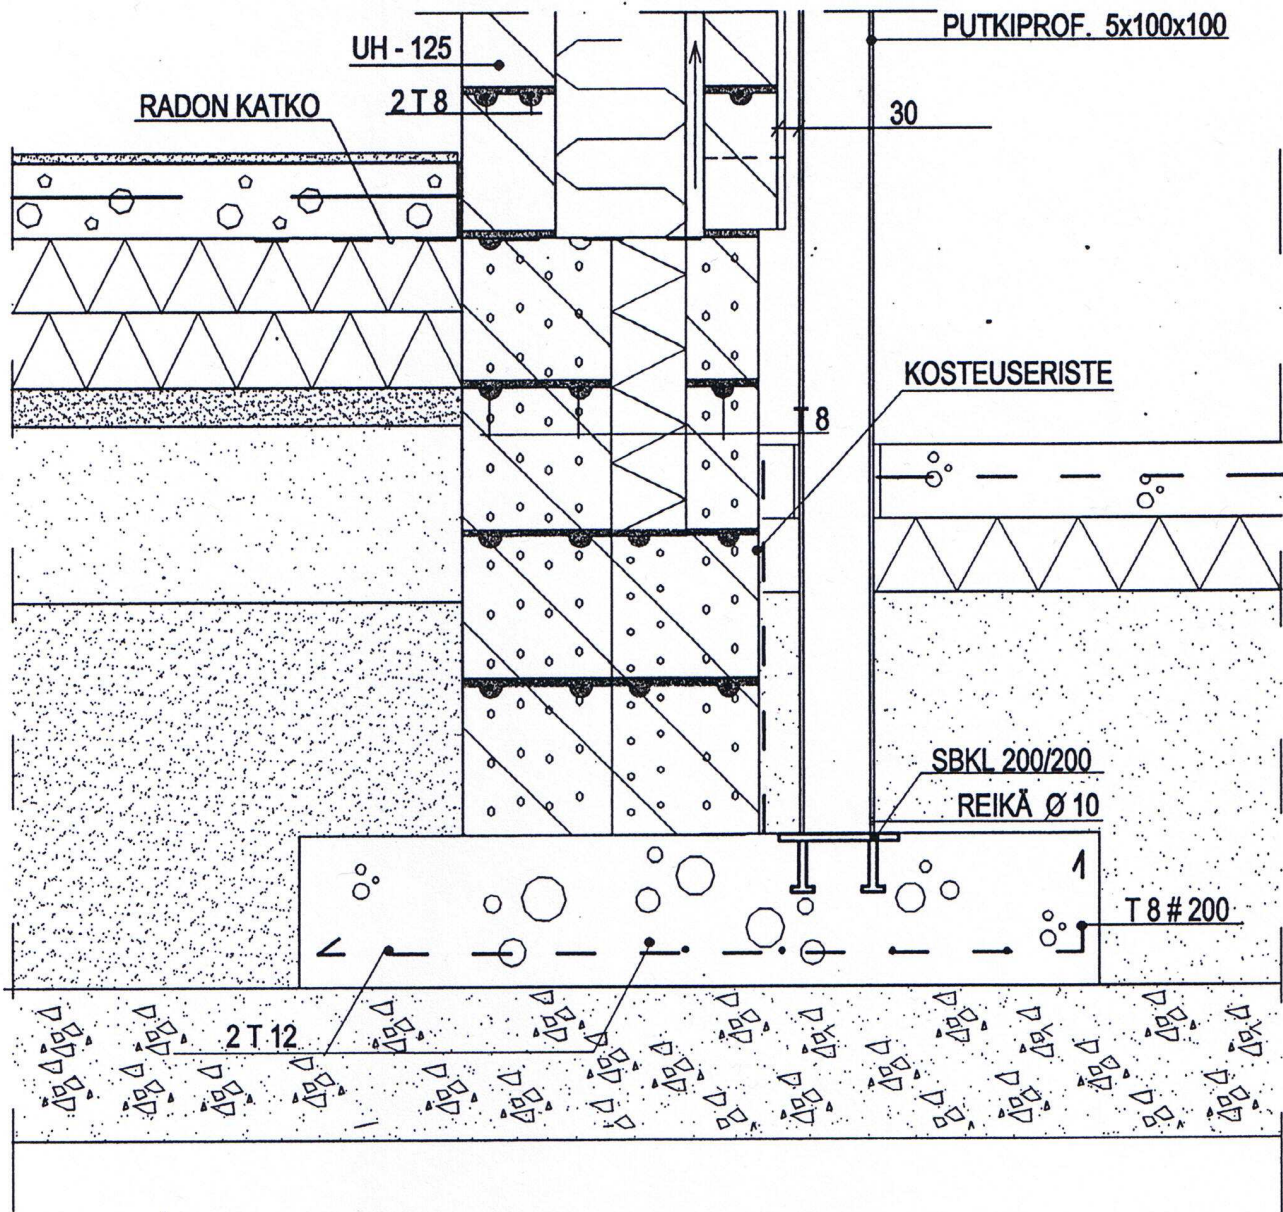 PUTKIPROF. 5x100x100
UH - 125
2 T 8
RADON KATKO
30
KOSTEUSERISTE
T 8
SBKL 200/200
REIKÄ Ø 10
T 8 # 200
2 T 12